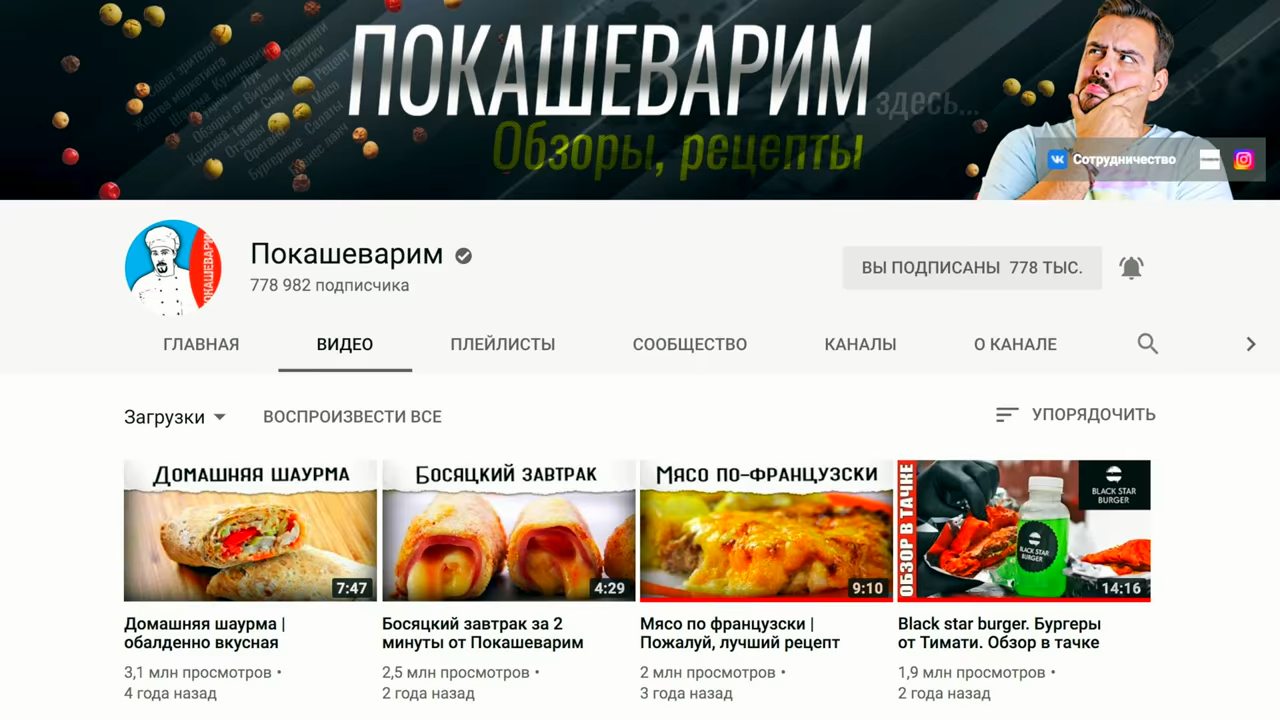 ПОКАШЕВАРИМ
здесь...
Обзоры, рецепты
Сотрудничество
Покашеварим
778 982 подписчика
ВЫ ПОДПИСАНЫ 778 ТЫС.
ГЛАВНАЯ ВИДЕО ПЛЕЙЛИСТЫ СООБЩЕСТВО КАНАЛЫ О КАНАЛЕ
Загрузки ВОСПРОИЗВЕСТИ ВСЕ УПОРЯДОЧИТЬ
ДОМАШНЯЯ ШАУРМА
7:47
Домашняя шаурма |
обалденно вкусная
3,1 млн просмотров •
4 года назад
БОСЯЦКИЙ ЗАВТРАК
4:29
Босяцкий завтрак за 2
минуты от Покашеварим
2,5 млн просмотров •
2 года назад
МЯСО ПО-ФРАНЦУЗСКИ
9:10
Мясо по французски |
Пожалуй, лучший рецепт
2 млн просмотров •
3 года назад
ОБЗОР В ТАЧКЕ
BLACK STAR
BURGER
BLACK STAR
BURGER
14:16
Black star burger. Бургеры
от Тимати. Обзор в тачке
1,9 млн просмотров •
2 года назад